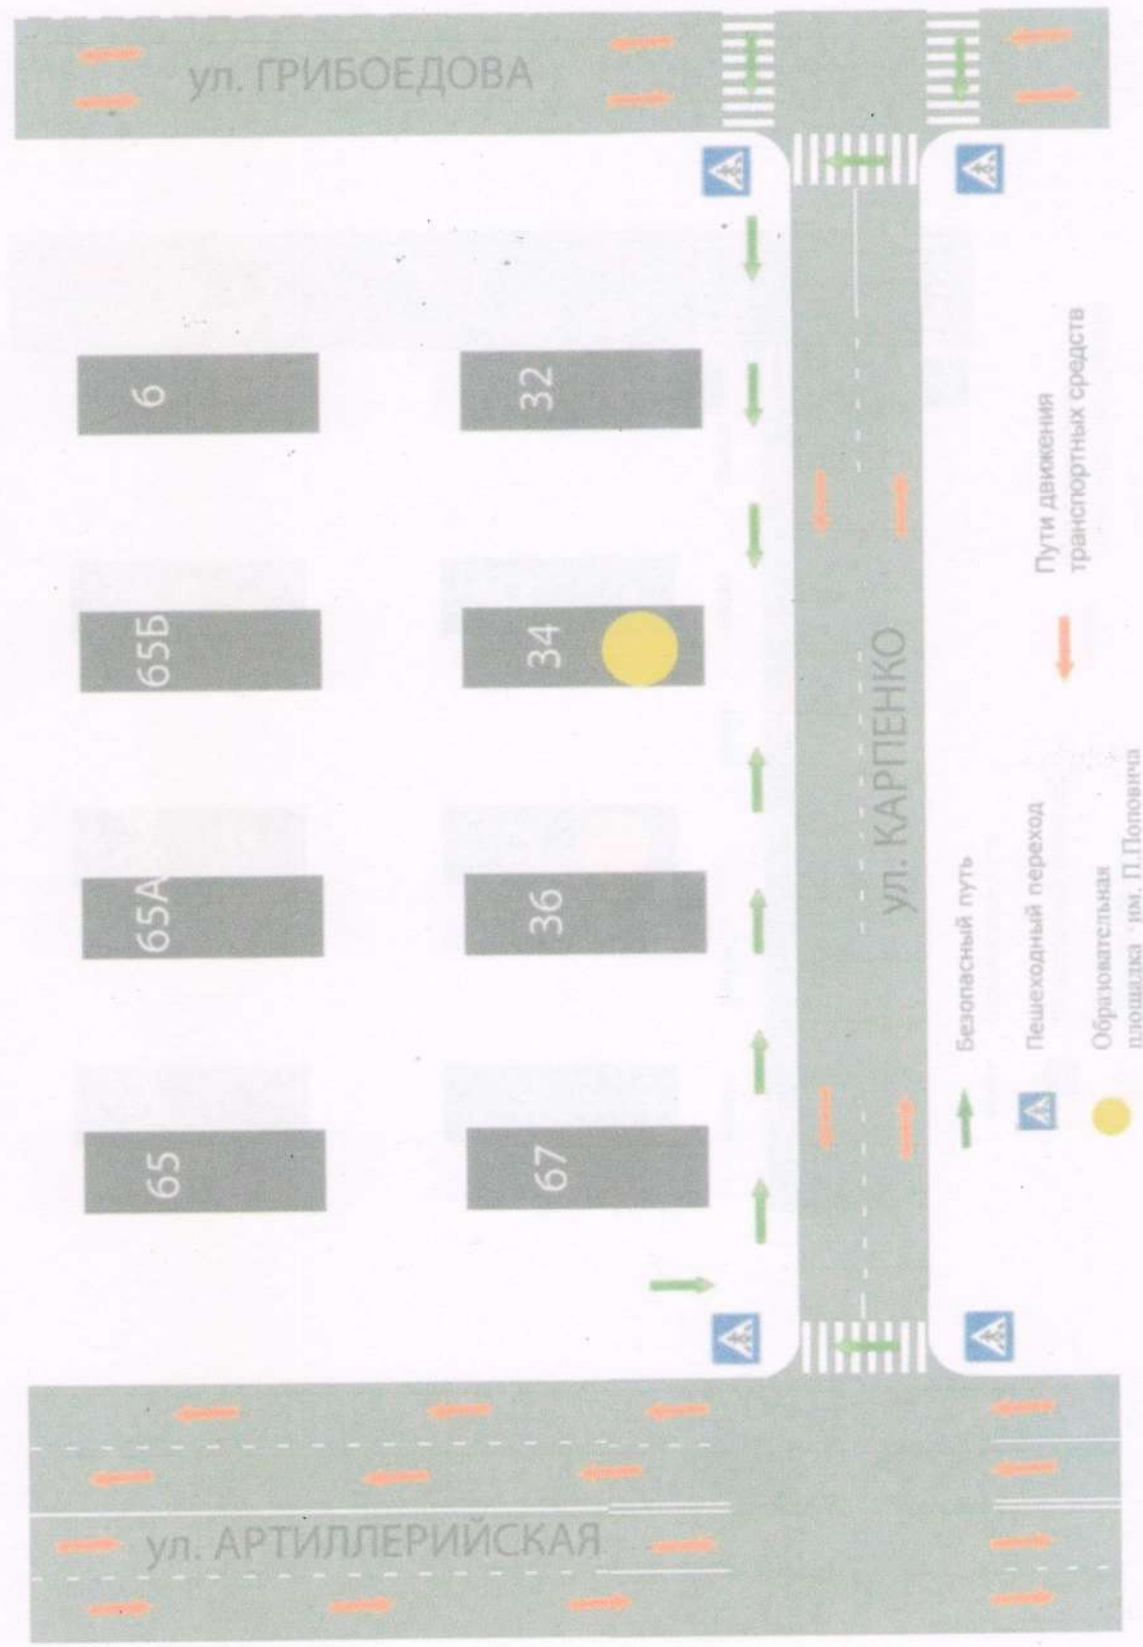 ул. ГРИБОЕДОВА
6
32
65Б
34
65А
36
65
67
ул. КАРПЕНКО
ул. АРТИЛЛЕРИЙСКАЯ
Безопасный путь
Пешеходный переход
Образовательная
площадка им. П.Поповича
Пути движения
транспортных средств